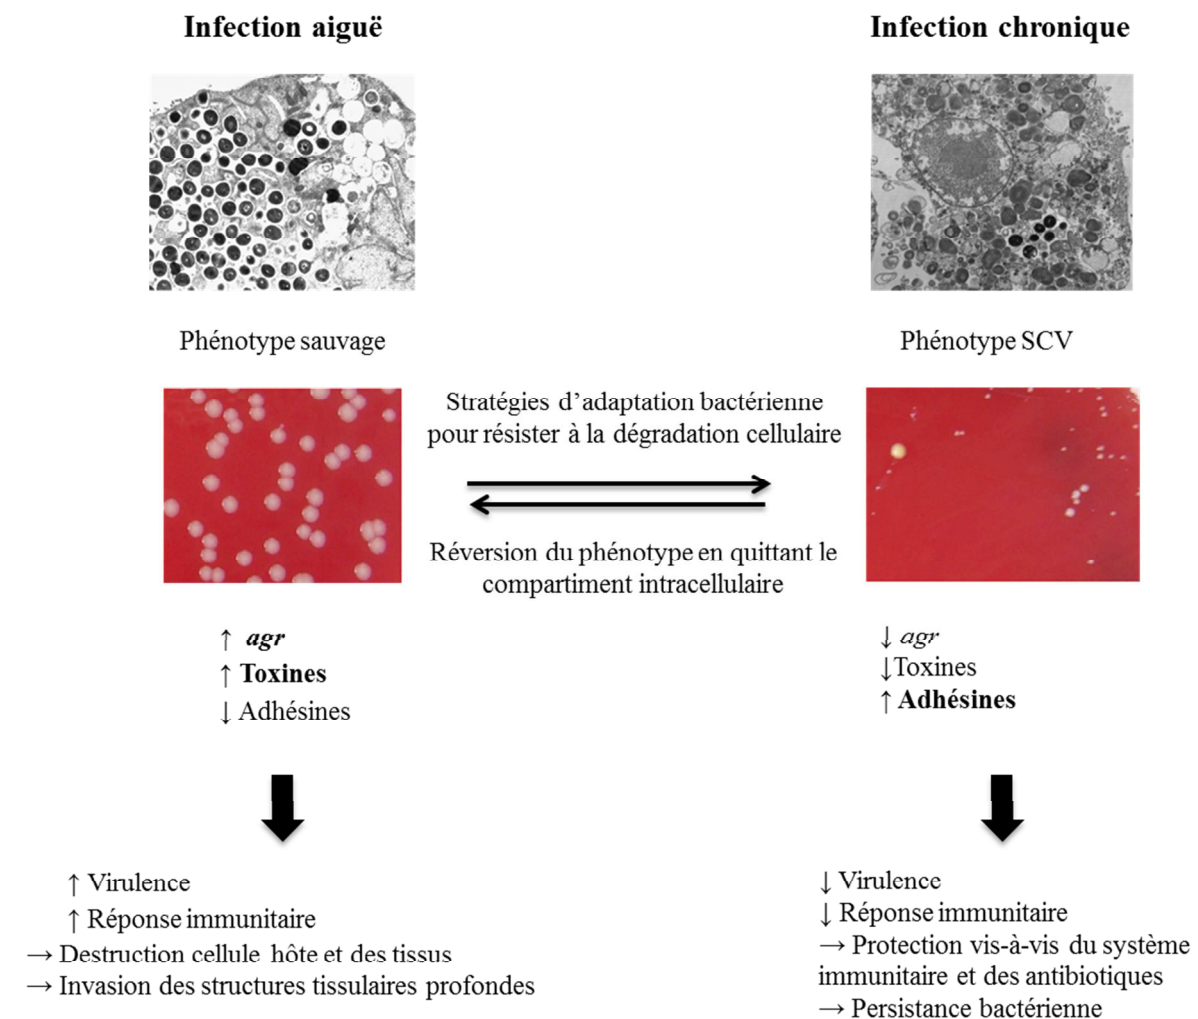 Infection aiguë
Infection chronique
Phénotype sauvage
Phénotype SCV
Stratégies d’adaptation bactérienne
pour résister à la dégradation cellulaire
Réversion du phénotype en quittant le
compartiment intracellulaire
↑ agr
↑ Toxines
↓ Adhésines
↓ agr
↓Toxines
↑ Adhésines
↑ Virulence
↑ Réponse immunitaire
→ Destruction cellule hôte et des tissus
→ Invasion des structures tissulaires profondes
↓ Virulence
↓ Réponse immunitaire
→ Protection vis-à-vis du système
immunitaire et des antibiotiques
→ Persistance bactérienne